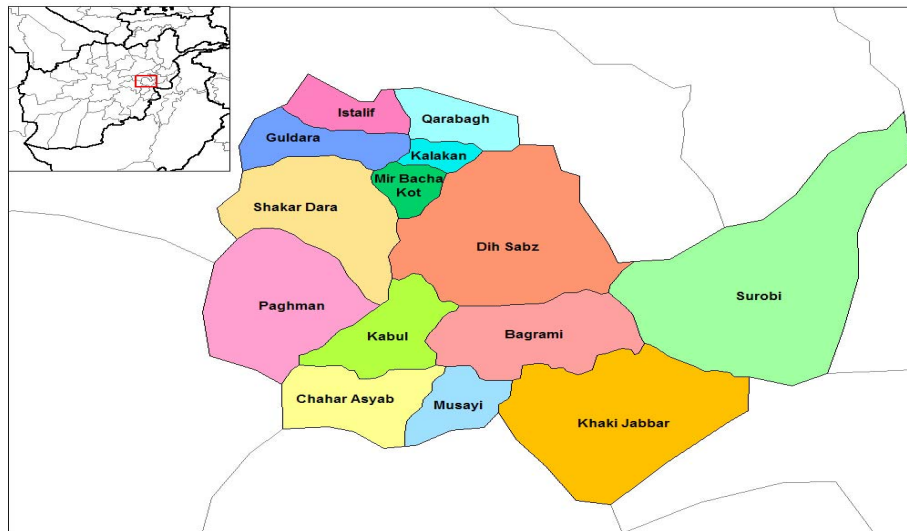 Istalif
Qarabagh
Guldara
Kalakan
Mir Bacha
Kot
Shakar Dara
Dih Sabz
Surobi
Paghman
Kabul
Bagrami
Chahar Asyab
Musayi
Khaki Jabbar